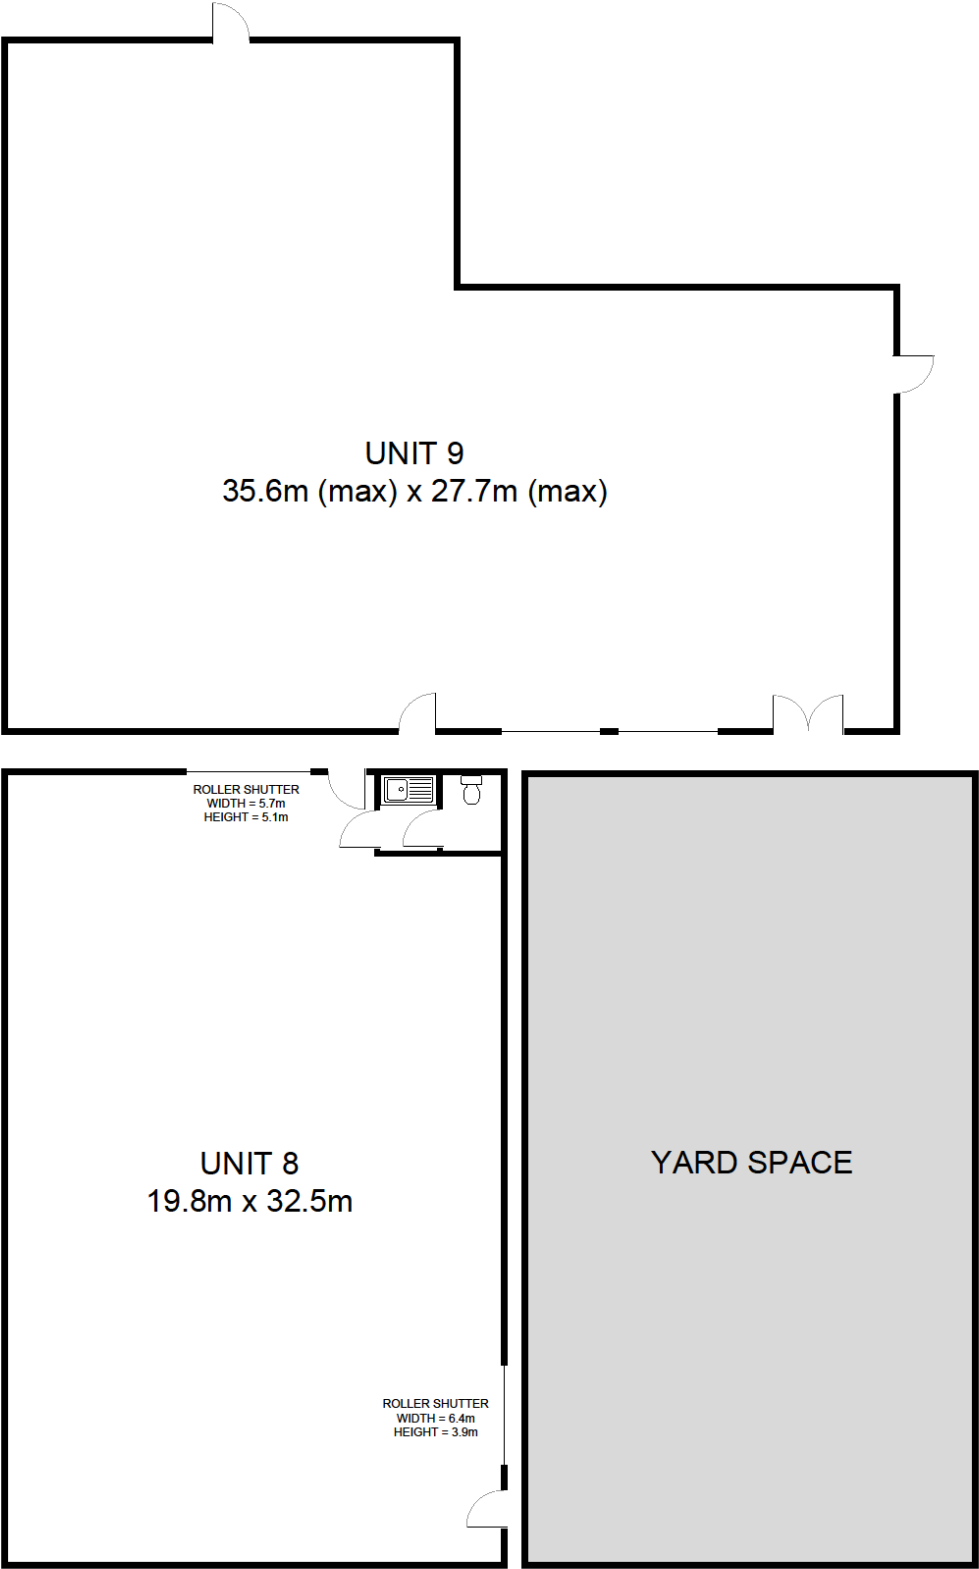 UNIT 9
35.6m (max) x 27.7m (max)
ROLLER SHUTTER
WIDTH = 5.7m
HEIGHT = 5.1m
UNIT 8
19.8m x 32.5m
YARD SPACE
ROLLER SHUTTER
WIDTH = 6.4m
HEIGHT = 3.9m